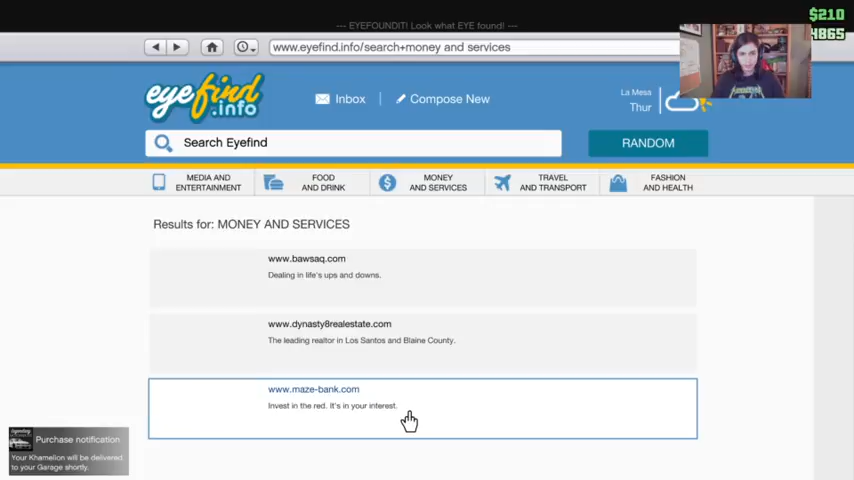 --- EYEFOUNDIT! Look what EYE found! ---
$210
4865
www.eyefind.info/search+money and services
eyefind
.info
Inbox
Compose New
La Mesa
Thur
Search Eyefind
RANDOM
MEDIA AND
ENTERTAINMENT
FOOD
AND DRINK
MONEY
AND SERVICES
TRAVEL
AND TRANSPORT
FASHION
AND HEALTH
Results for: MONEY AND SERVICES
www.bawsaq.com
Dealing in life's ups and downs.
www.dynasty8realestate.com
The leading realtor in Los Santos and Blaine County.
www.maze-bank.com
Invest in the red. It's in your interest.
Purchase notification
Your Khamelion will be delivered
to your Garage shortly.